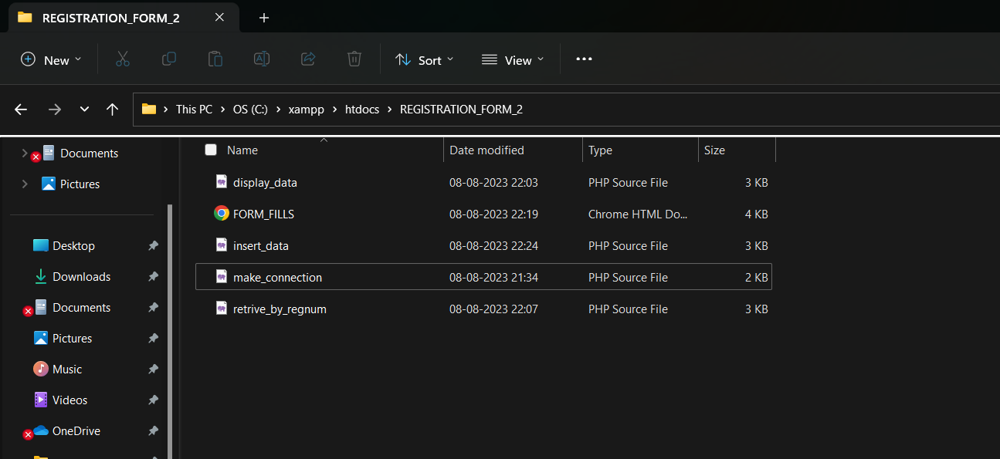 REGISTRATION_FORM_2
New Sort View
This PC OS (C:) xampp htdocs REGISTRATION_FORM_2
Documents
Pictures
Desktop
Downloads
Documents
Pictures
Music
Videos
OneDrive
Name Date modified Type Size
display_data 08-08-2023 22:03 PHP Source File 3 KB
FORM_FILLS 08-08-2023 22:19 Chrome HTML Do... 4 KB
insert_data 08-08-2023 22:24 PHP Source File 3 KB
make_connection 08-08-2023 21:34 PHP Source File 2 KB
retrive_by_regnum 08-08-2023 22:07 PHP Source File 3 KB